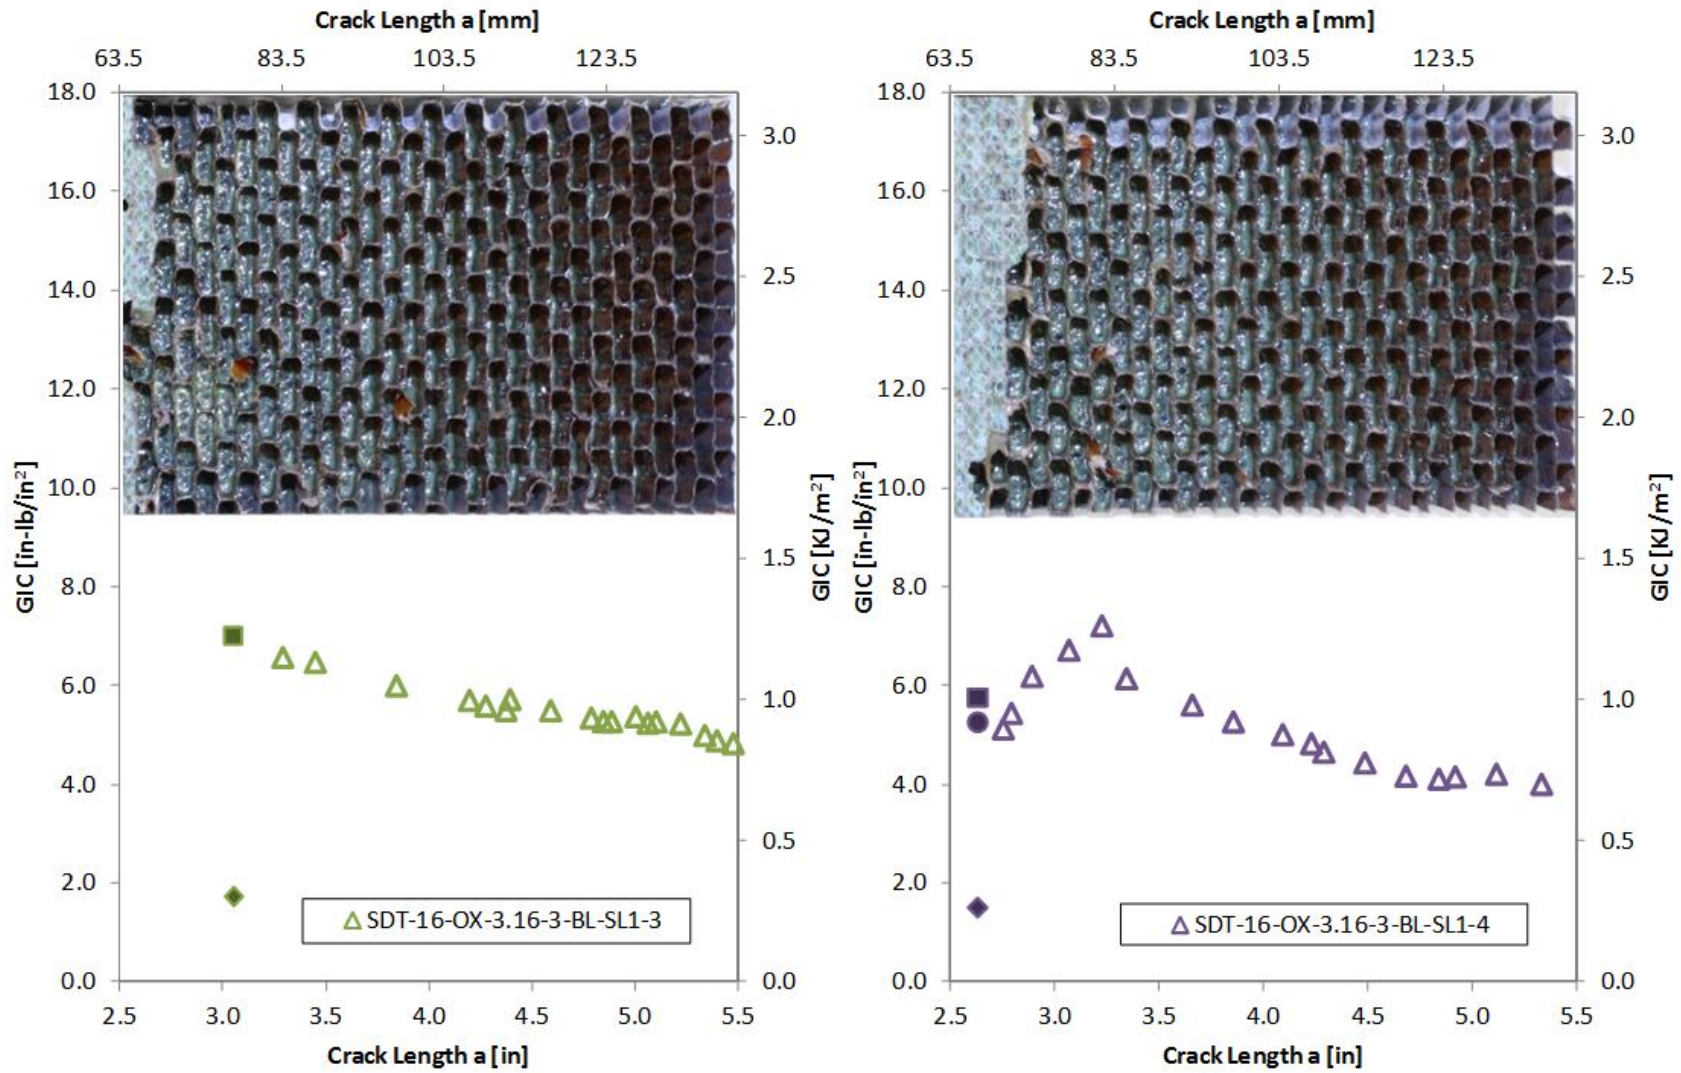 Crack Length a [mm]
63.5 83.5 103.5 123.5
18.0
16.0
14.0
12.0
10.0
8.0
6.0
4.0
2.0
0.0
GIC [in-lb/in²]
3.0
2.5
2.0
1.5
1.0
0.5
0.0
GIC [KJ/m²]
SDT-16-OX-3.16-3-BL-SL1-3
2.5 3.0 3.5 4.0 4.5 5.0 5.5
Crack Length a [in]
Crack Length a [mm]
63.5 83.5 103.5 123.5
18.0
16.0
14.0
12.0
10.0
8.0
6.0
4.0
2.0
0.0
GIC [in-lb/in²]
3.0
2.5
2.0
1.5
1.0
0.5
0.0
GIC [KJ/m²]
SDT-16-OX-3.16-3-BL-SL1-4
2.5 3.0 3.5 4.0 4.5 5.0 5.5
Crack Length a [in]